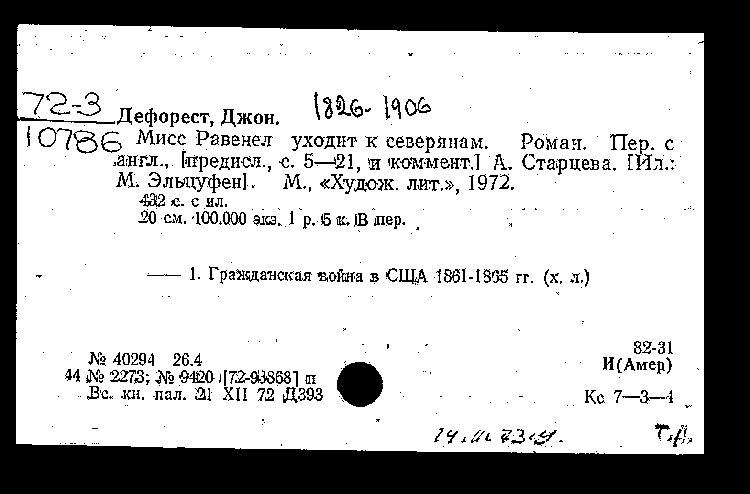 72-3
10786
Дефорест, Джон. 1826-1906
Мисс Равенел уходит к северянам. Роман. Пер. с
англ., [предисл., с. 5—21, и коммент.] А. Старцева. [Ил.:
М. Эльцуфен]. М., «Худож. лит.», 1972.
432 с. с ил.
20 см. 100.000 экз. 1 р. 5 к. В пер.
—— 1. Гражданская война в США 1861-1865 гг. (х. л.)
82-31
№ 40294 26.4
И(Амер)
44 № 2273; № 9420 [72-93868] п
Вс. кн. пал. 21 XII 72 Д393
Кс 7—3—4
Т.А.